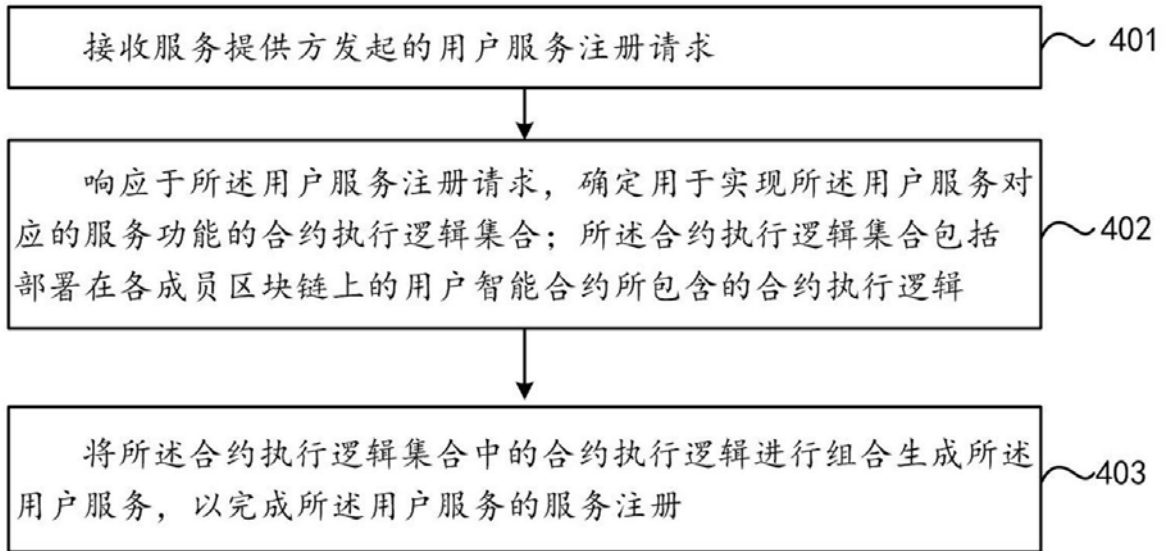 接收服务提供方发起的用户服务注册请求
401
响应于所述用户服务注册请求，确定用于实现所述用户服务对
应的服务功能的合约执行逻辑集合；所述合约执行逻辑集合包括
部署在各成员区块链上的用户智能合约所包含的合约执行逻辑
402
将所述合约执行逻辑集合中的合约执行逻辑进行组合生成所述
用户服务，以完成所述用户服务的服务注册
403